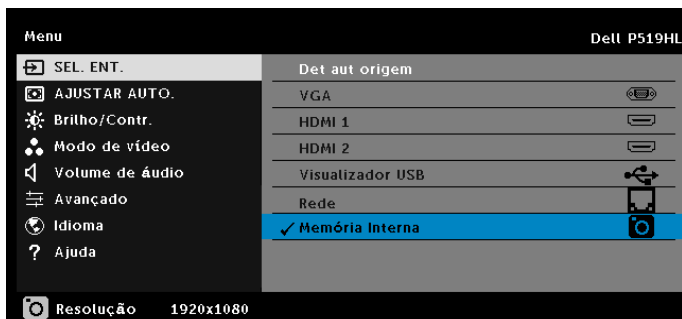 Menu
Dell P519HL
SEL. ENT.
AJUSTAR AUTO.
Brilho/Contr.
Modo de vídeo
Volume de áudio
Avançado
Idioma
? Ajuda
Det aut origem
VGA
HDMI 1
HDMI 2
Visualizador USB
Rede
✓ Memória Interna
Resolução 1920x1080